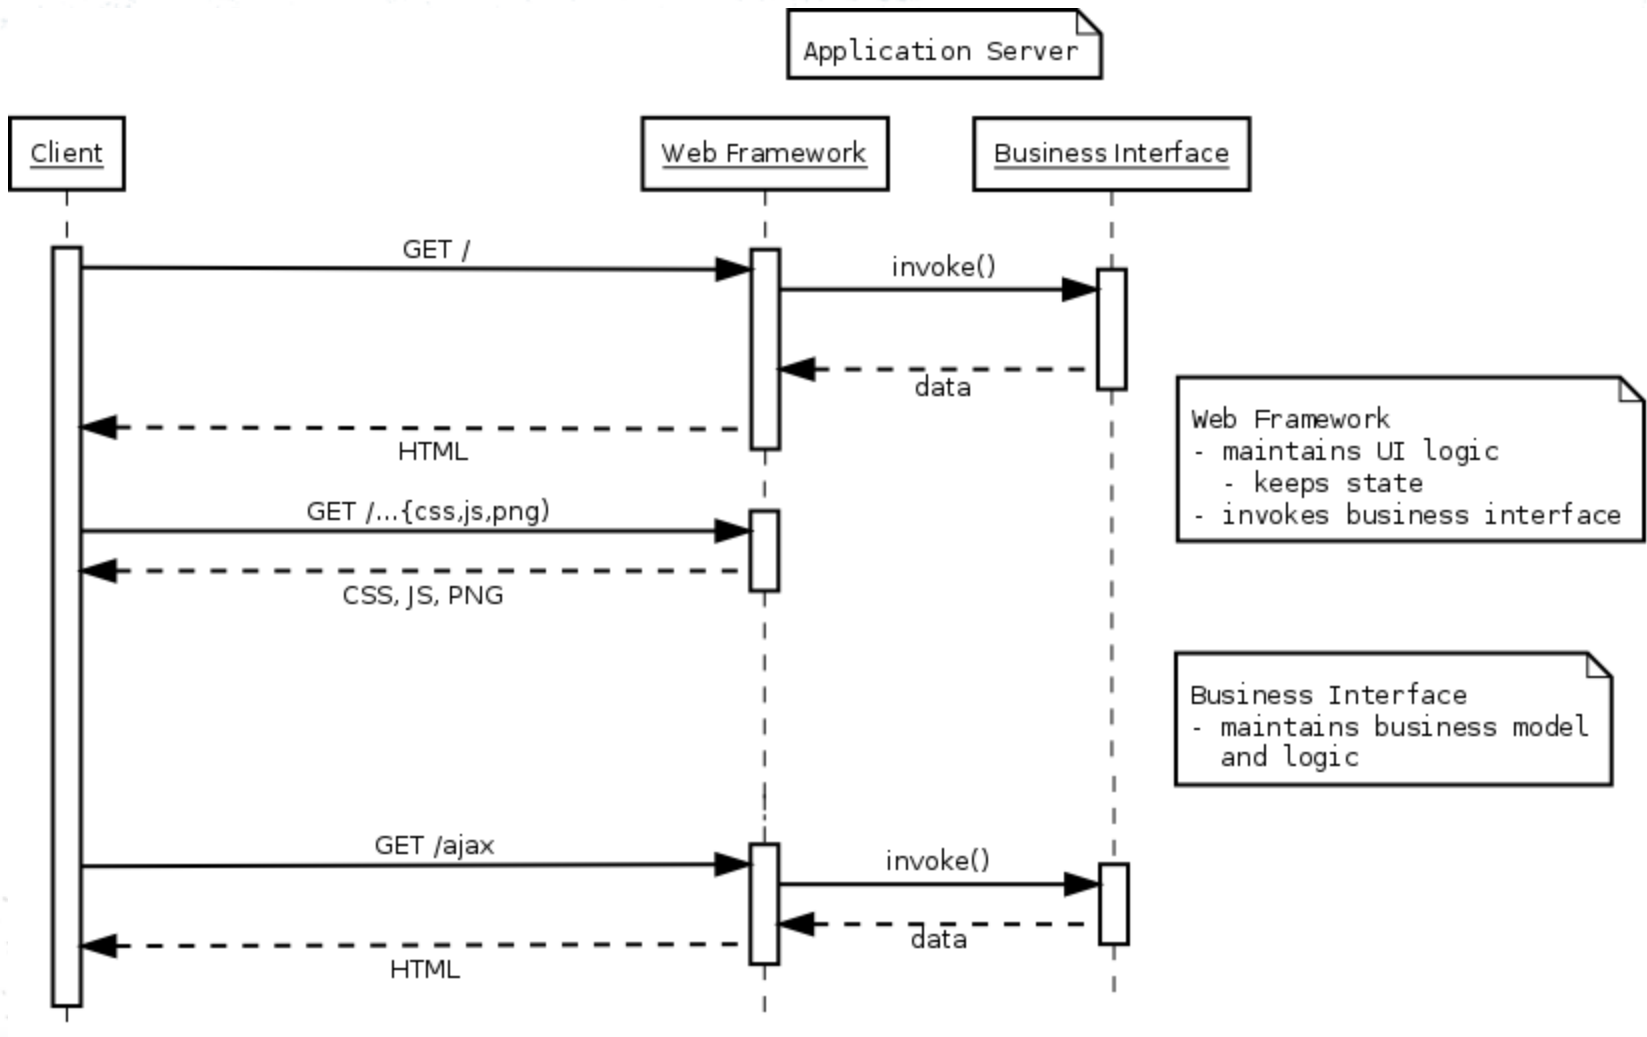 Application Server
Client
Web Framework
Business Interface
GET /
invoke()
data
HTML
Web Framework
- maintains UI logic
- keeps state
- invokes business interface
GET /...{css,js,png)
CSS, JS, PNG
Business Interface
- maintains business model
and logic
GET /ajax
invoke()
data
HTML